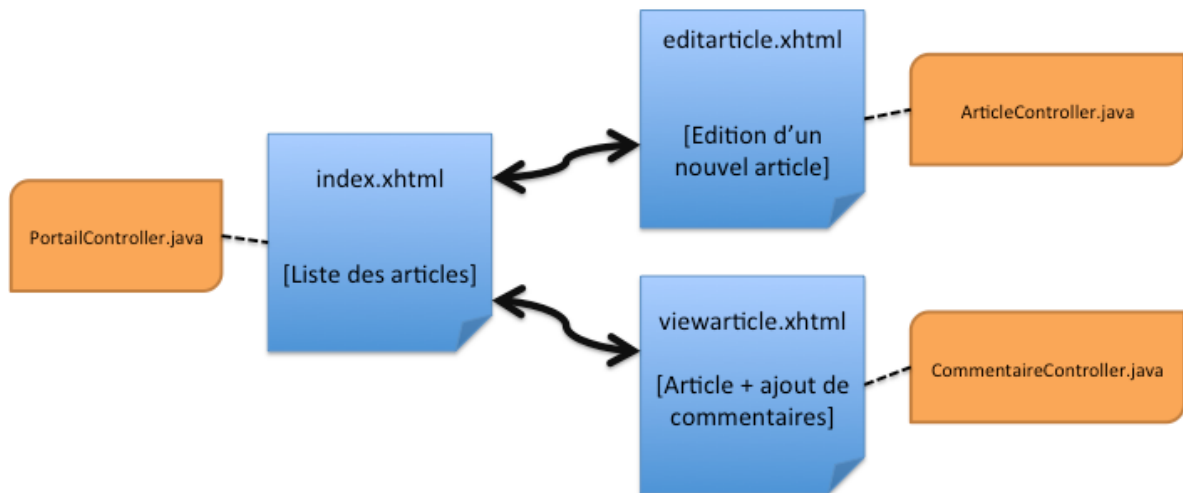 editarticle.xhtml
[Edition d’un
nouvel article]
ArticleController.java
index.xhtml
[Liste des articles]
PortailController.java
viewarticle.xhtml
[Article + ajout de
commentaires]
CommentaireController.java